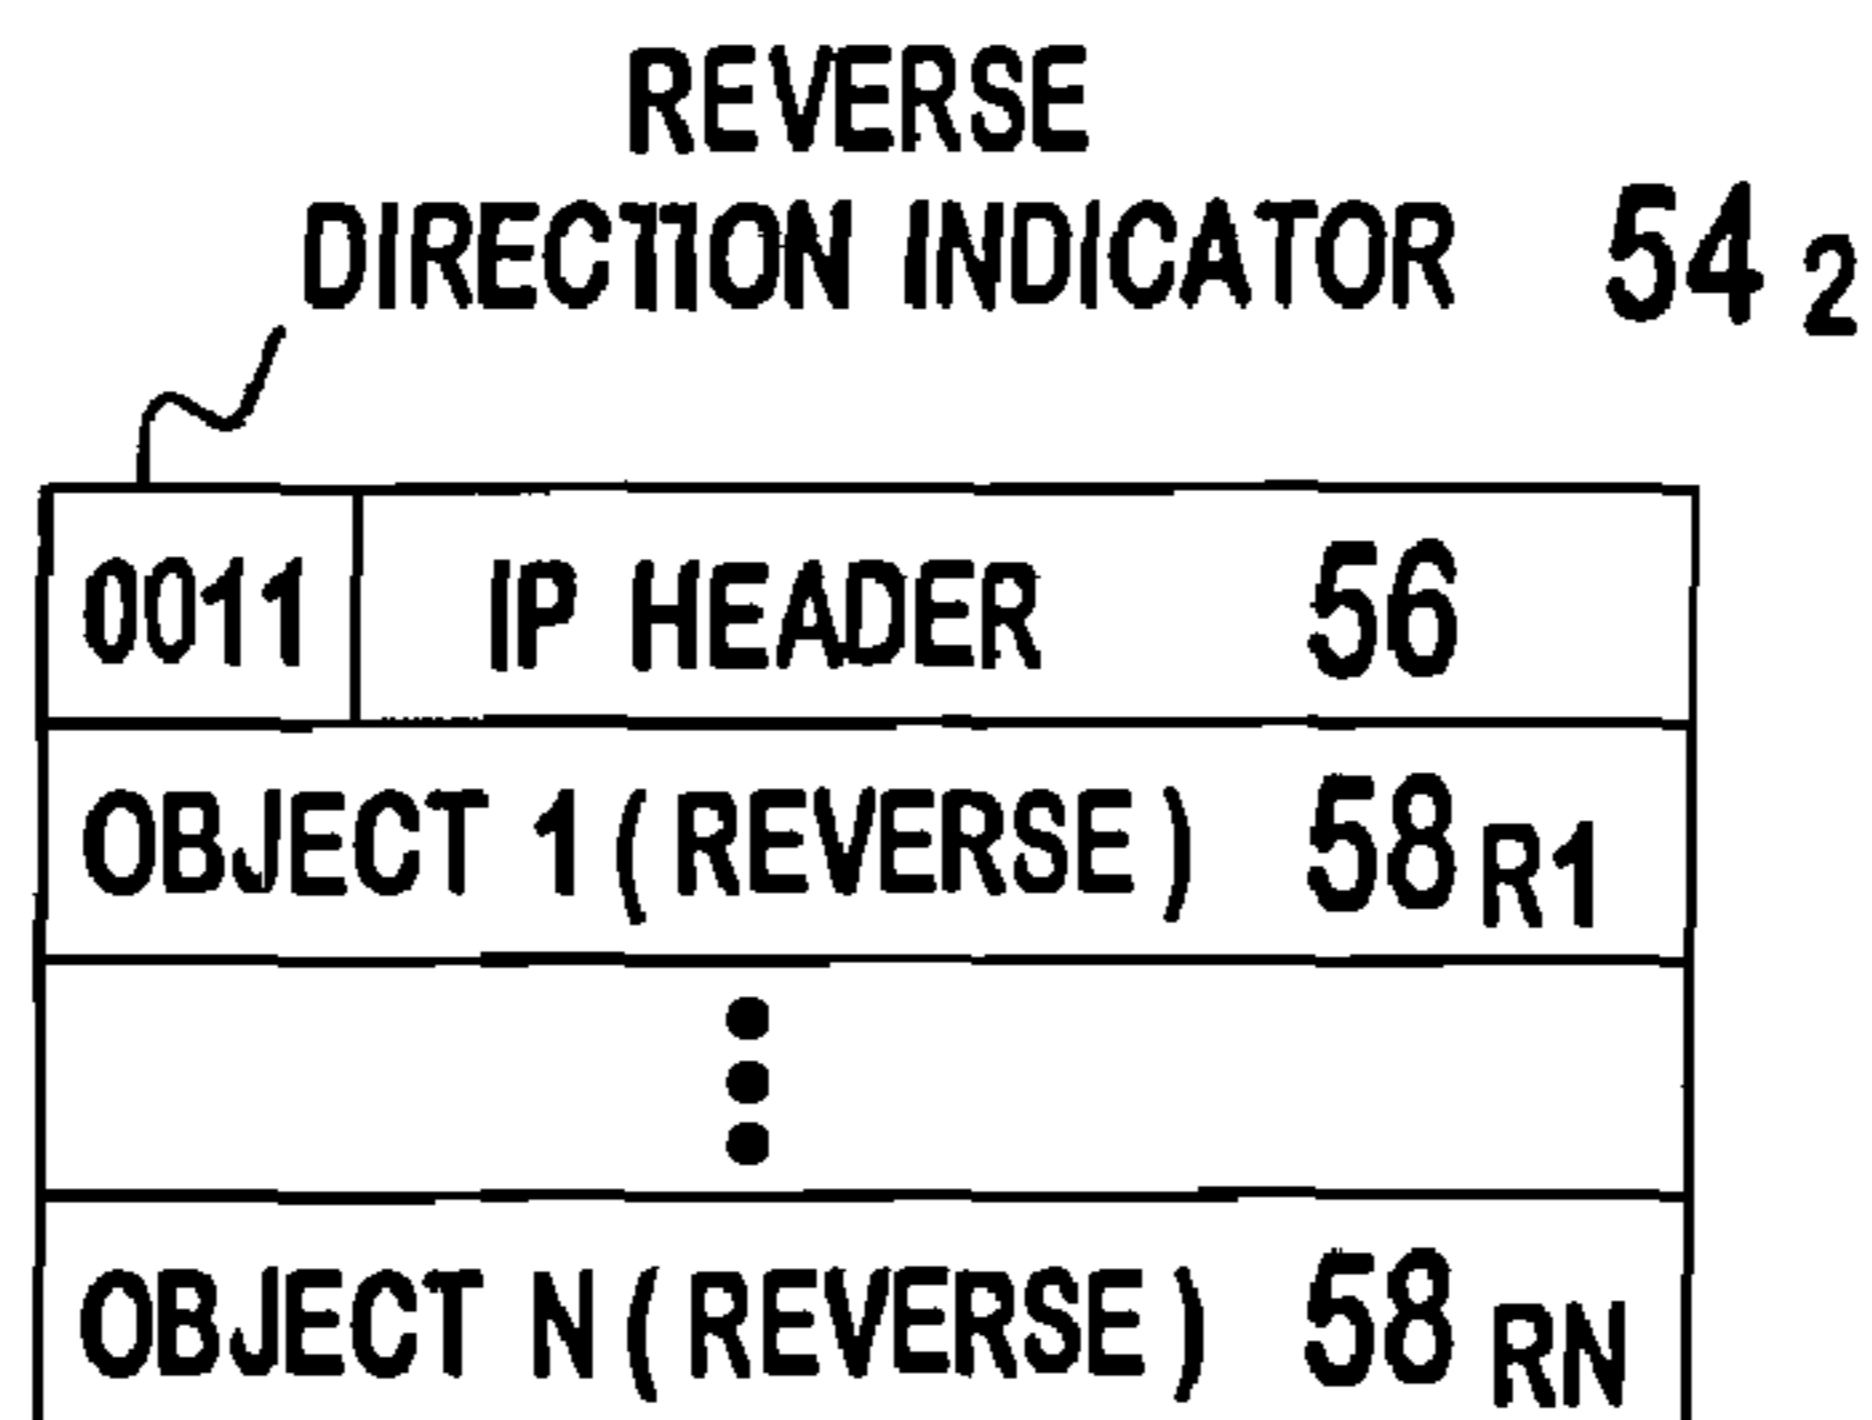 REVERSE
DIRECTION INDICATOR 54 2
0011 IP HEADER 56
OBJECT 1 (REVERSE) 58 R1
OBJECT N (REVERSE) 58 RN